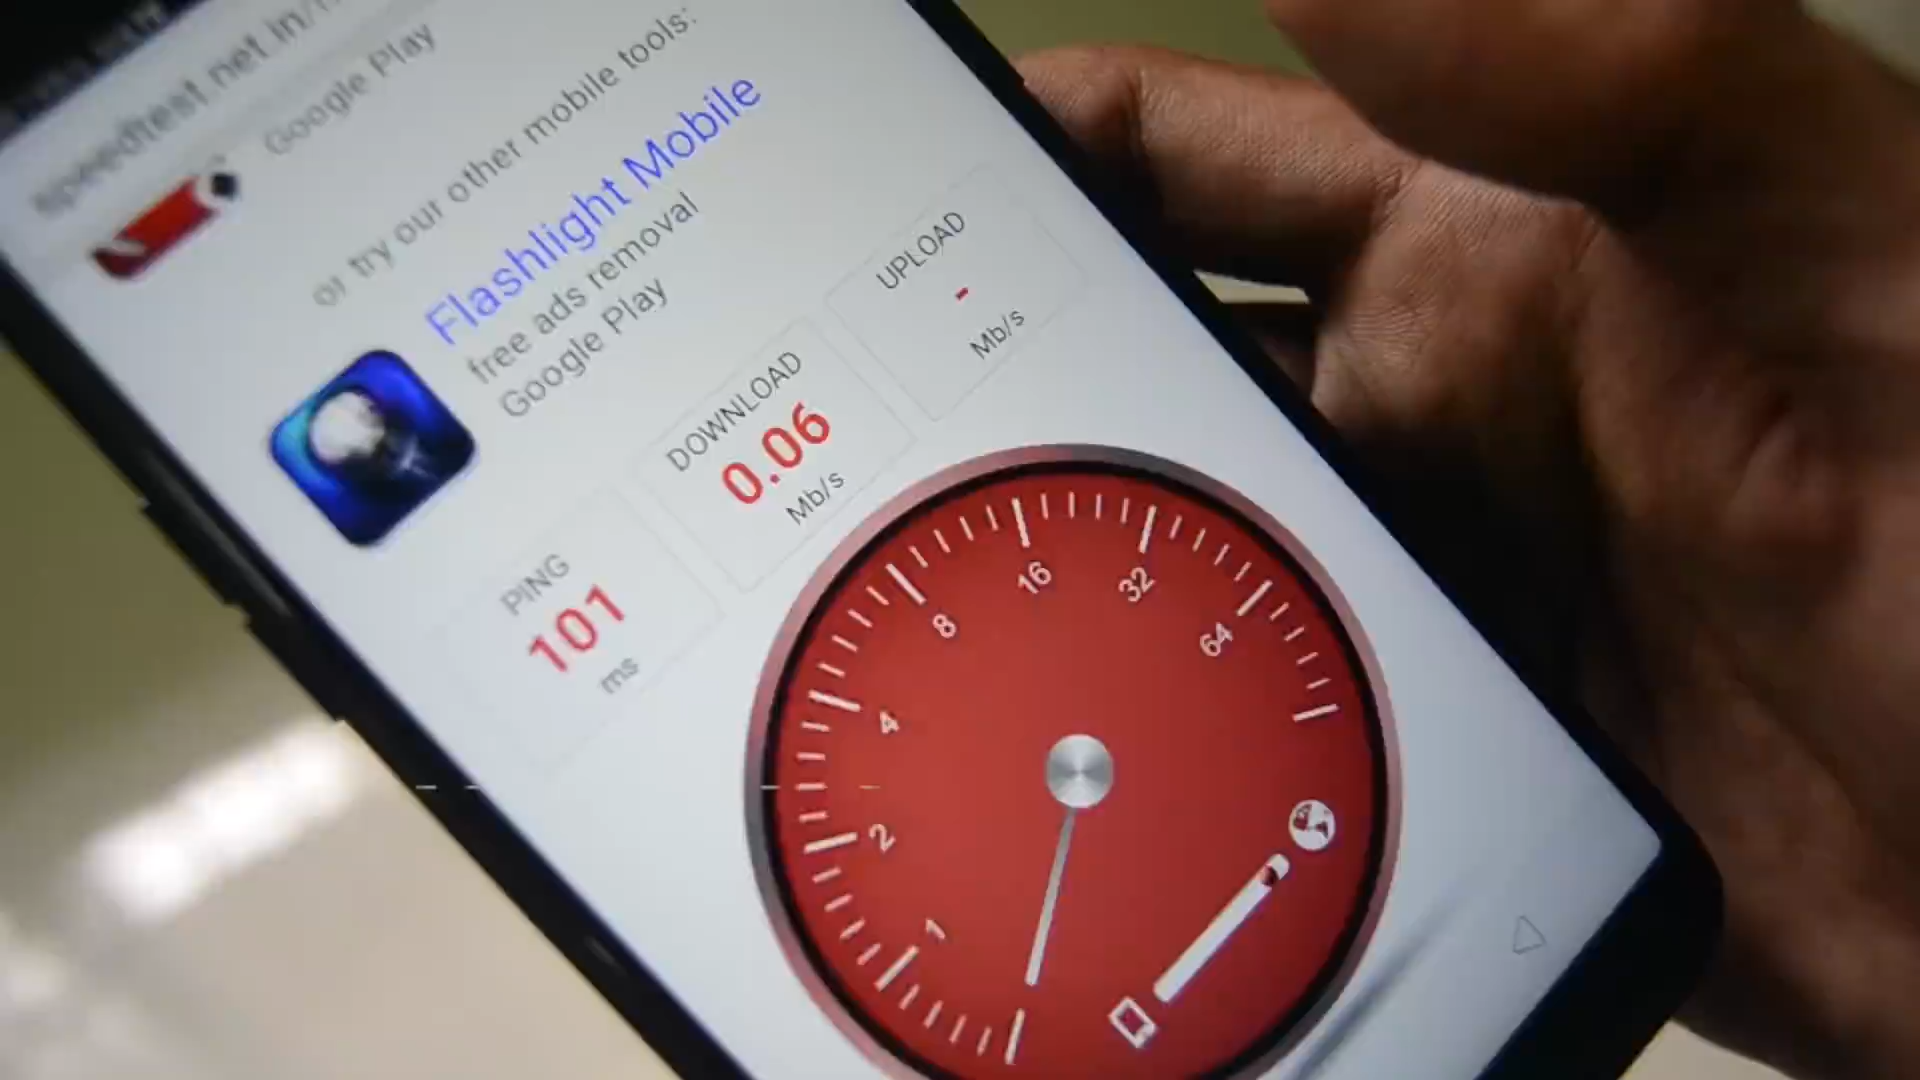 speedtest.net.in/
Google Play
or try our other mobile tools:
Flashlight Mobile
free ads removal
Google Play
PING
101
ms
DOWNLOAD
0.06
Mb/s
UPLOAD
-
Mb/s
1
2
4
8
16
32
64